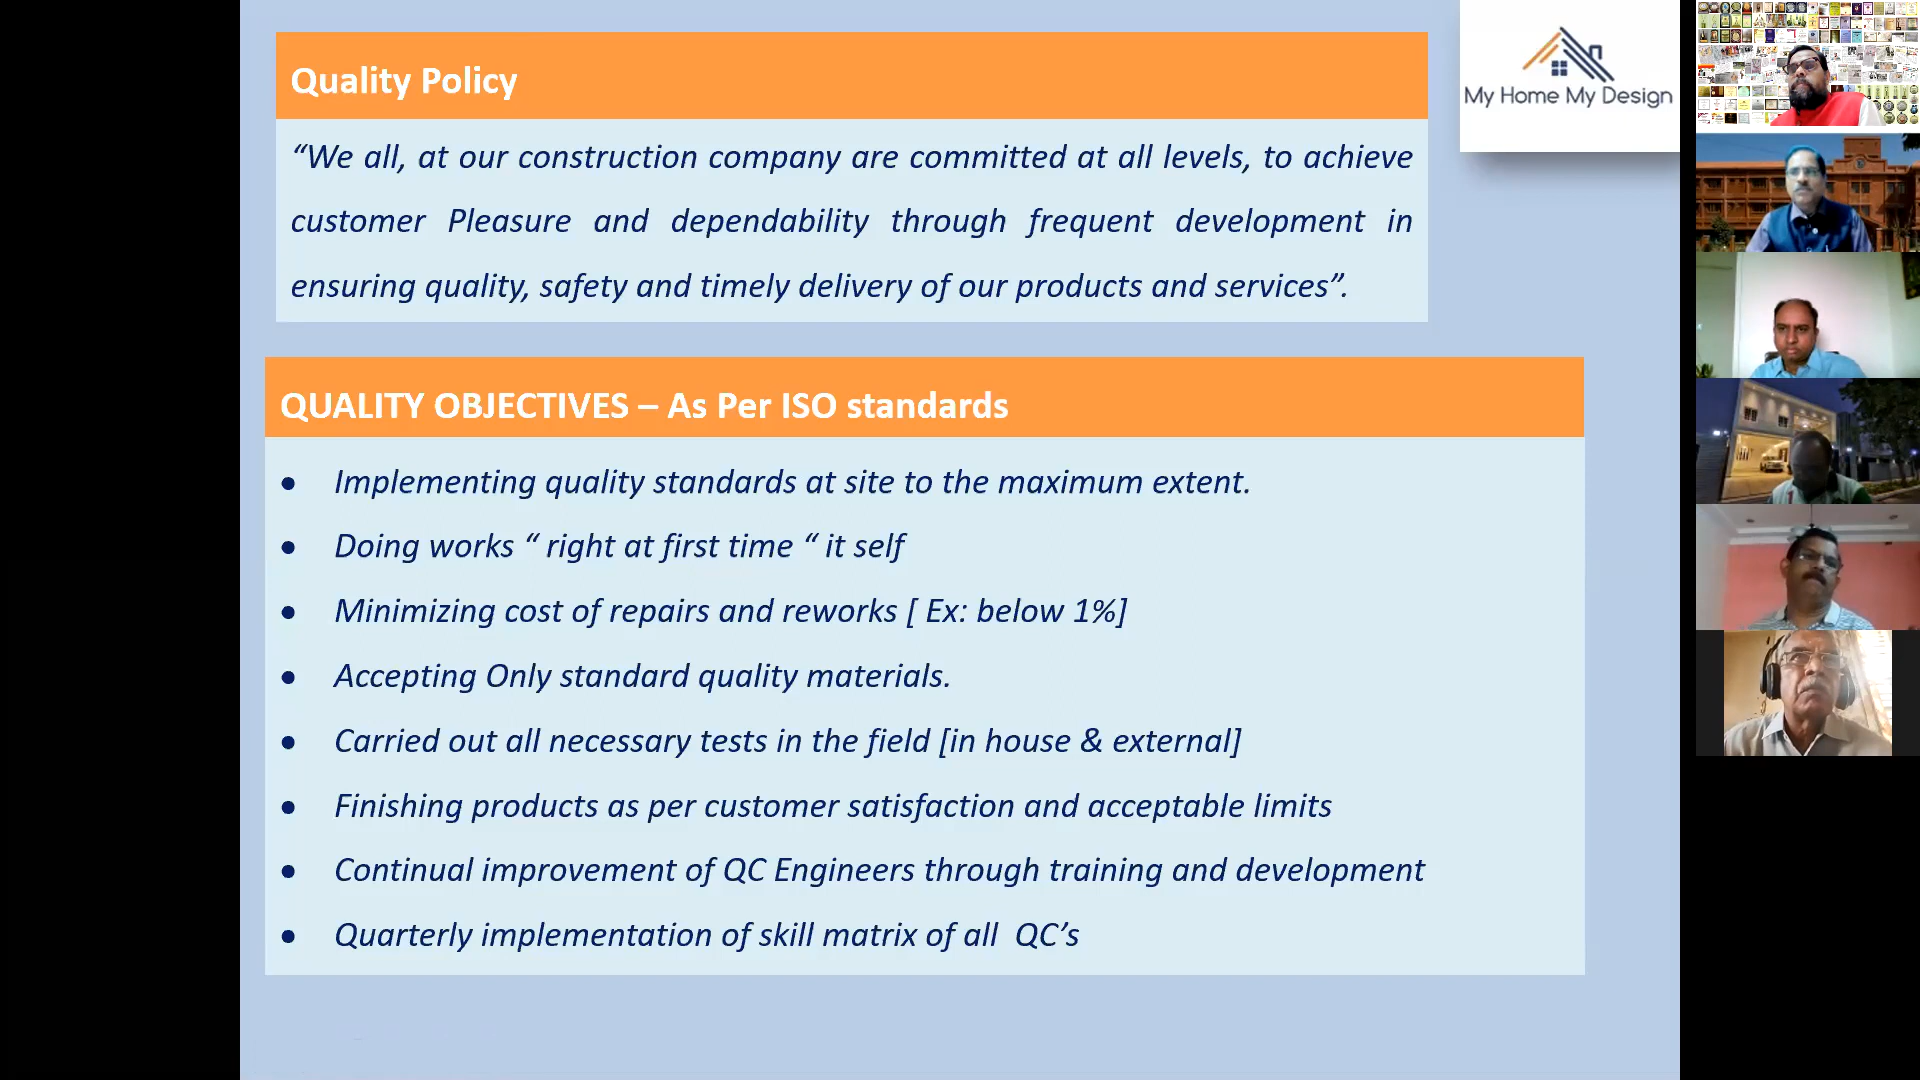 Quality Policy
“We all, at our construction company are committed at all levels, to achieve
customer Pleasure and dependability through frequent development in
ensuring quality, safety and timely delivery of our products and services”.
My Home My Design
QUALITY OBJECTIVES – As Per ISO standards
• Implementing quality standards at site to the maximum extent.
• Doing works “ right at first time “ it self
• Minimizing cost of repairs and reworks [ Ex: below 1%]
• Accepting Only standard quality materials.
• Carried out all necessary tests in the field [in house & external]
• Finishing products as per customer satisfaction and acceptable limits
• Continual improvement of QC Engineers through training and development
• Quarterly implementation of skill matrix of all  QC’s